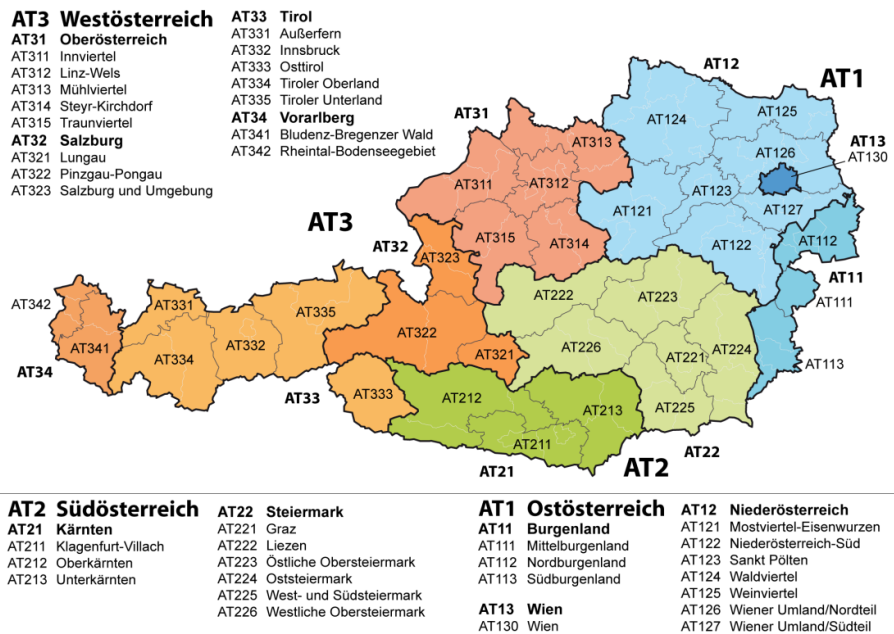 AT3 Westösterreich
AT31 Oberösterreich
AT311 Innviertel
AT312 Linz-Wels
AT313 Mühlviertel
AT314 Steyr-Kirchdorf
AT315 Traunviertel
AT32 Salzburg
AT321 Lungau
AT322 Pinzgau-Pongau
AT323 Salzburg und Umgebung
AT33 Tirol
AT331 Außerfern
AT332 Innsbruck
AT333 Osttirol
AT334 Tiroler Oberland
AT335 Tiroler Unterland
AT34 Vorarlberg
AT341 Bludenz-Bregenzer Wald
AT342 Rheintal-Bodenseegebiet
AT12
AT1
AT31
AT124
AT125
AT13
AT313
AT126
AT130
AT311
AT312
AT123
AT121
AT127
AT3
AT315
AT314
AT122
AT112
AT32
AT323
AT11
AT342
AT331
AT335
AT222
AT223
AT111
AT322
AT341
AT334
AT332
AT321
AT226
AT221
AT224
AT113
AT34
AT33
AT333
AT212
AT213
AT225
AT211
AT22
AT21
AT2
AT2 Südösterreich
AT21 Kärnten
AT211 Klagenfurt-Villach
AT212 Oberkärnten
AT213 Unterkärnten
AT22 Steiermark
AT221 Graz
AT222 Liezen
AT223 Östliche Obersteiermark
AT224 Oststeiermark
AT225 West- und Südsteiermark
AT226 Westliche Obersteiermark
AT1 Ostösterreich
AT11 Burgenland
AT111 Mittelburgenland
AT112 Nordburgenland
AT113 Südburgenland
AT13 Wien
AT130 Wien
AT12 Niederösterreich
AT121 Mostviertel-Eisenwurzen
AT122 Niederösterreich-Süd
AT123 Sankt Pölten
AT124 Waldviertel
AT125 Weinviertel
AT126 Wiener Umland/Nordteil
AT127 Wiener Umland/Südteil